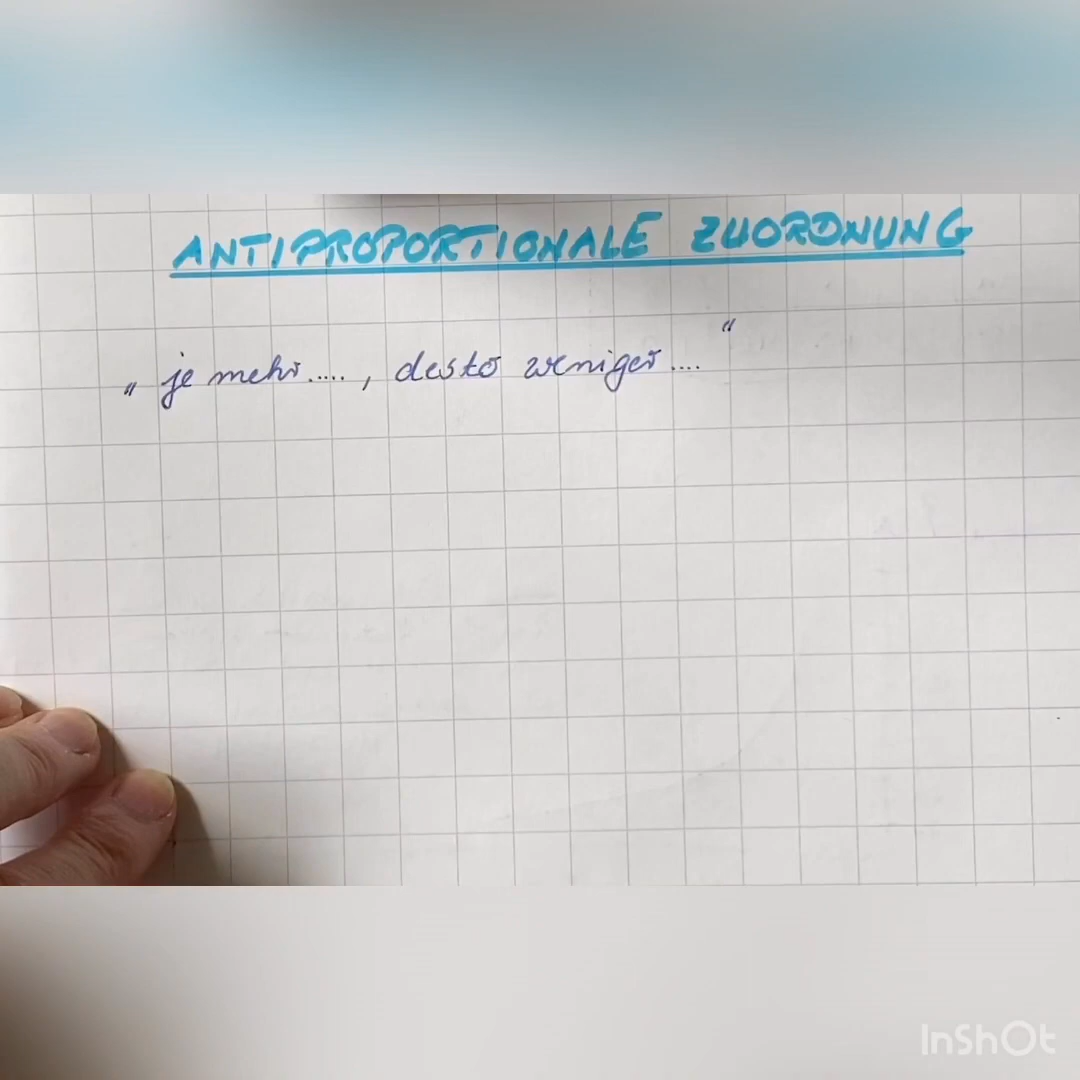 ANTIPROPORTIONALE ZUORDNUNG
„ je mehr....., desto weniger.... “
InShOt